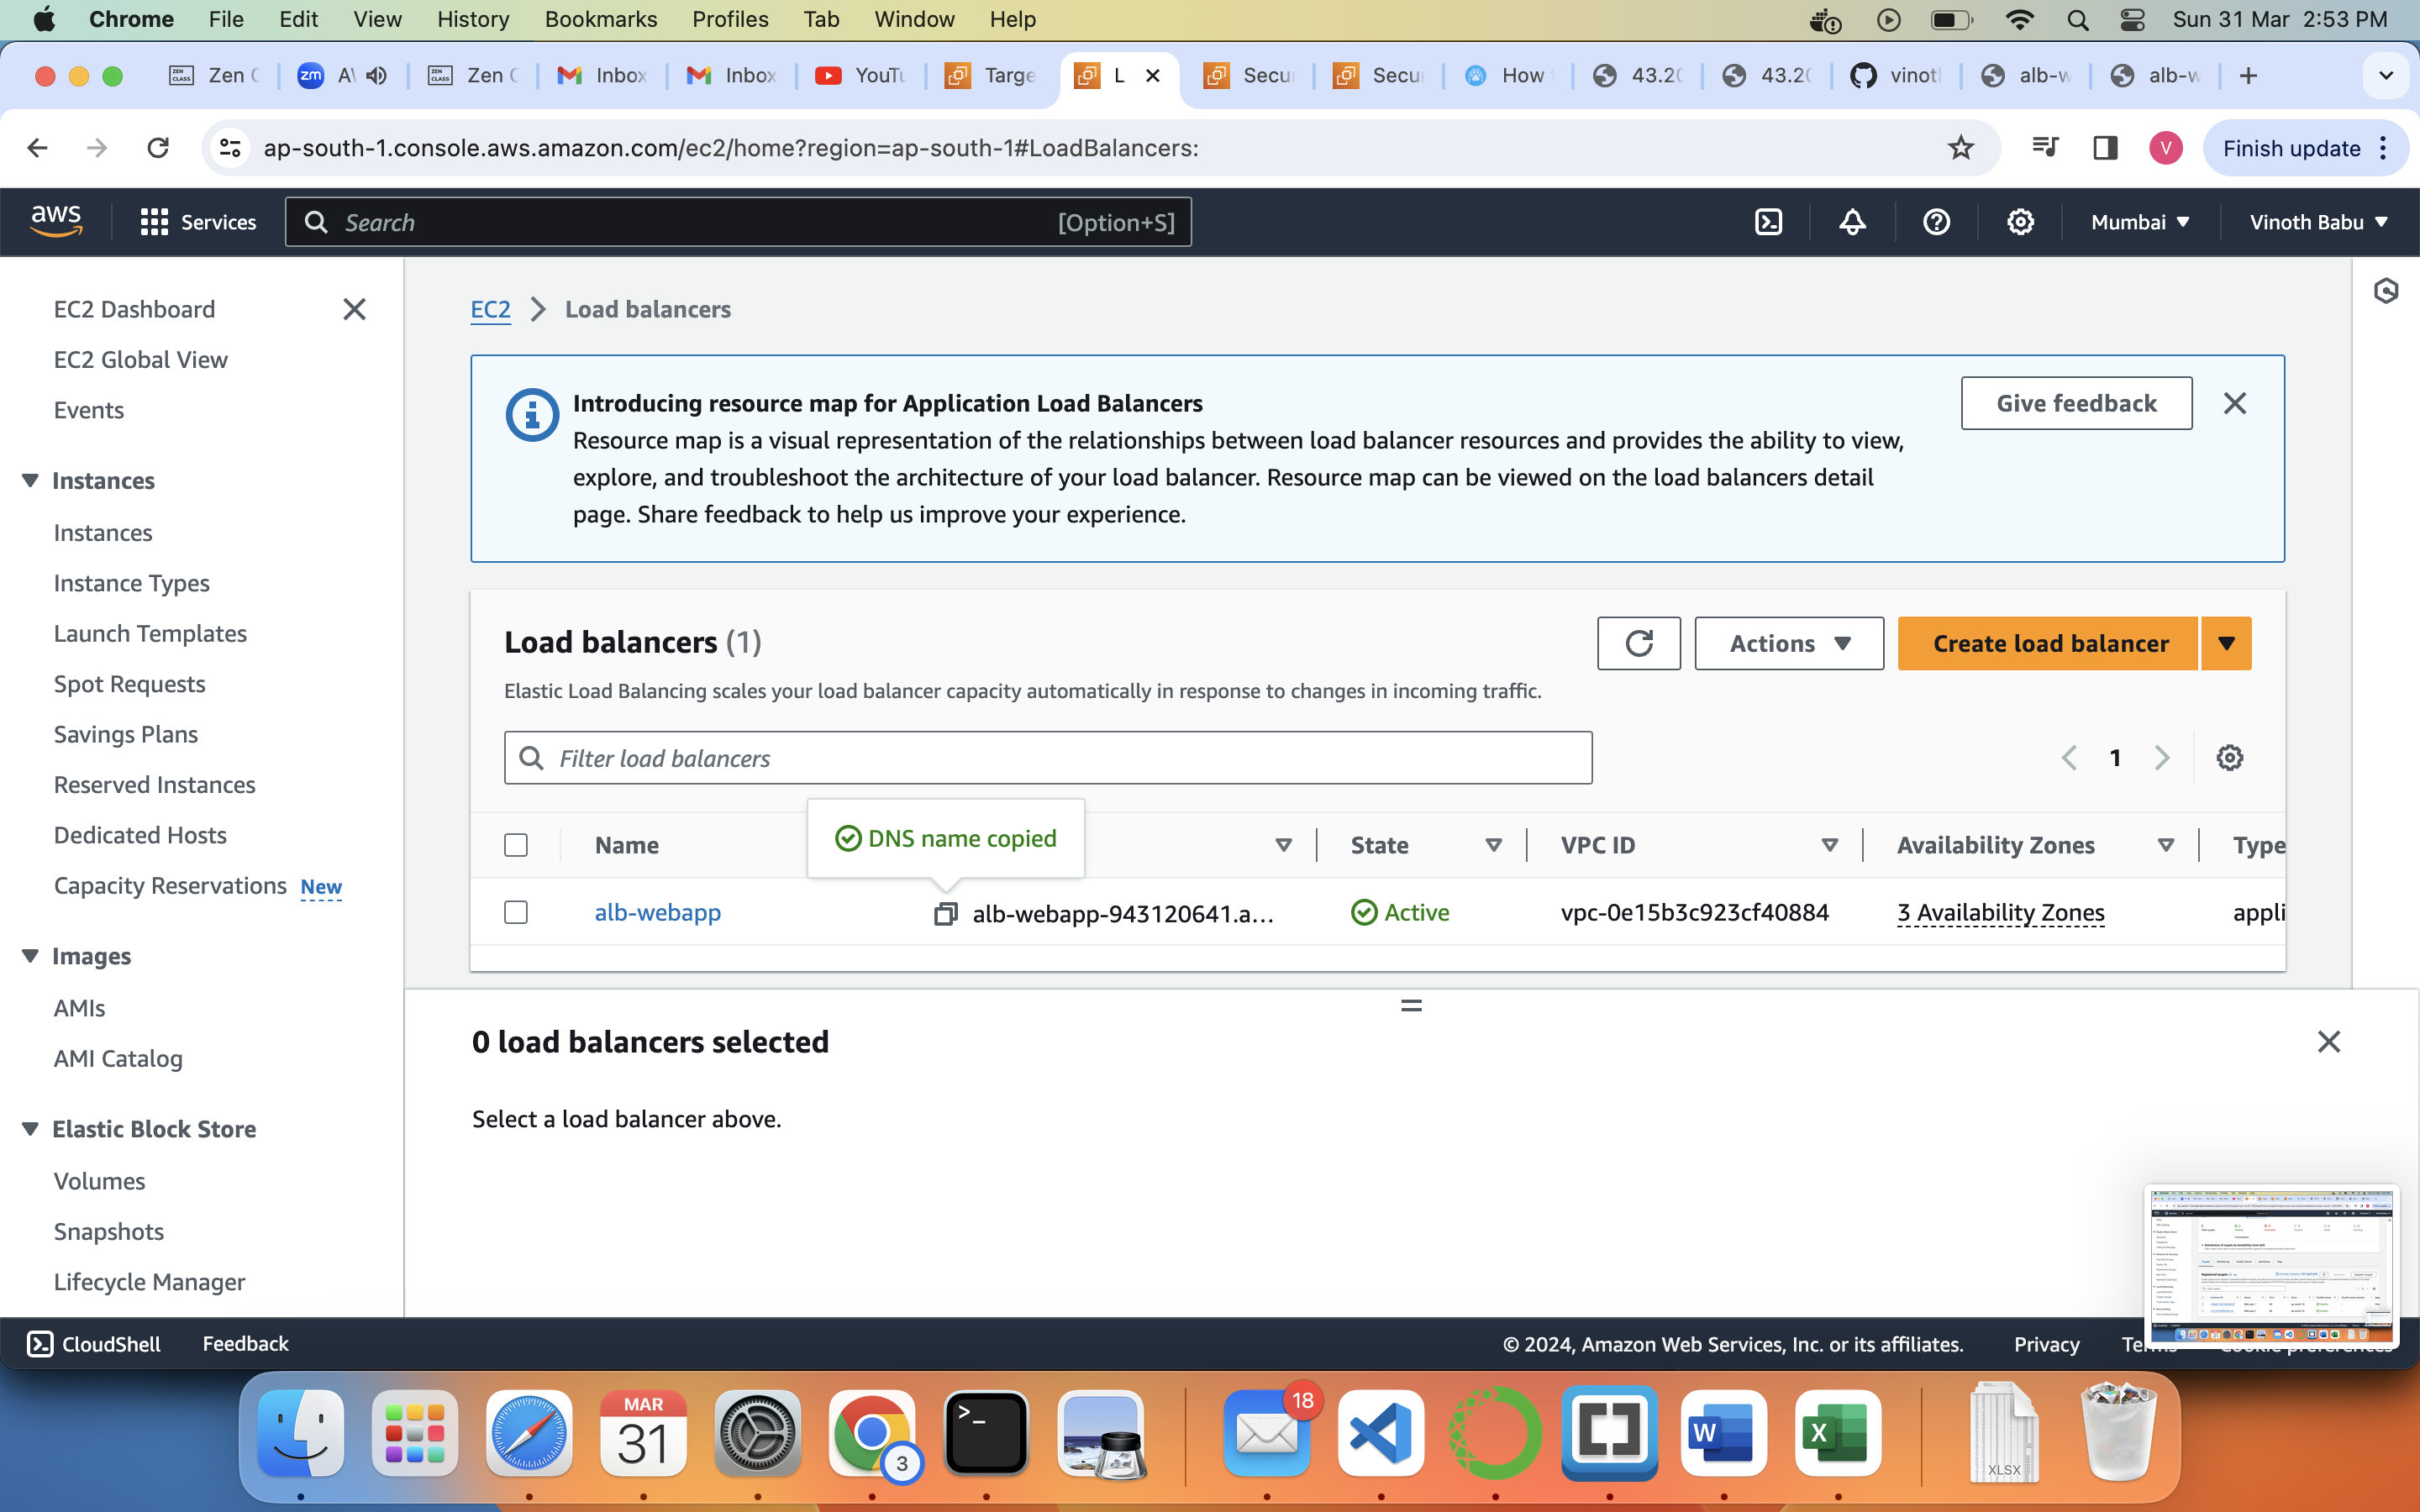 Chrome File Edit View History Bookmarks Profiles Tab Window Help Sun 31 Mar 2:53 PM
Zen C zm Zen C Inbox Inbox YouTu Targe L Secu Secu How 43.20 43.20 vinot alb-w alb-w
ap-south-1.console.aws.amazon.com/ec2/home?region=ap-south-1#LoadBalancers: V Finish update
aws Services Search [Option+S] Mumbai Vinoth Babu
EC2 Dashboard
EC2 Global View
Events
Instances
Instances
Instance Types
Launch Templates
Spot Requests
Savings Plans
Reserved Instances
Dedicated Hosts
Capacity Reservations New
Images
AMIs
AMI Catalog
Elastic Block Store
Volumes
Snapshots
Lifecycle Manager
EC2 Load balancers
Introducing resource map for Application Load Balancers
Resource map is a visual representation of the relationships between load balancer resources and provides the ability to view,
explore, and troubleshoot the architecture of your load balancer. Resource map can be viewed on the load balancers detail
page. Share feedback to help us improve your experience.
Give feedback
Load balancers (1)
Actions
Create load balancer
Elastic Load Balancing scales your load balancer capacity automatically in response to changes in incoming traffic.
Filter load balancers
1
DNS name copied
Name State VPC ID Availability Zones Type
alb-webapp alb-webapp-943120641.a... Active vpc-0e15b3c923cf40884 3 Availability Zones appli
0 load balancers selected
Select a load balancer above.
CloudShell Feedback © 2024, Amazon Web Services, Inc. or its affiliates. Privacy Terms Cookie preferences
MAR
31
3
18
W
X
XLSX